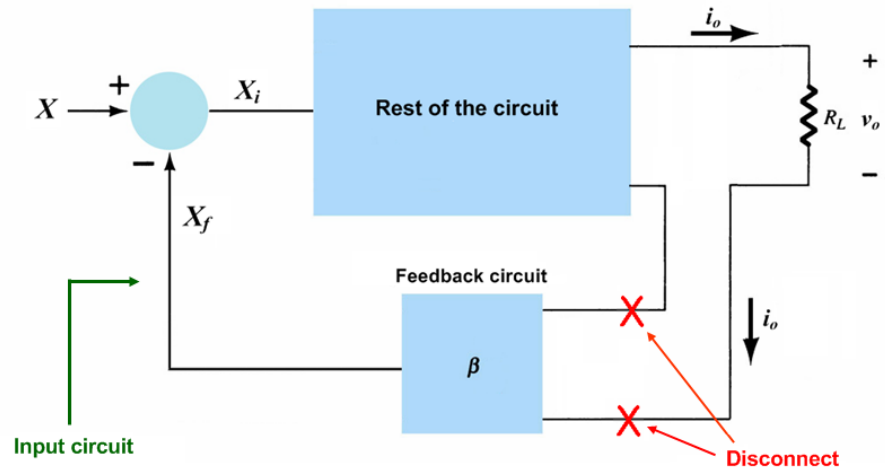 i_o
+
+
X
X_i
Rest of the circuit
R_L
v_o
−
−
X_f
Feedback circuit
β
i_o
Input circuit
Disconnect